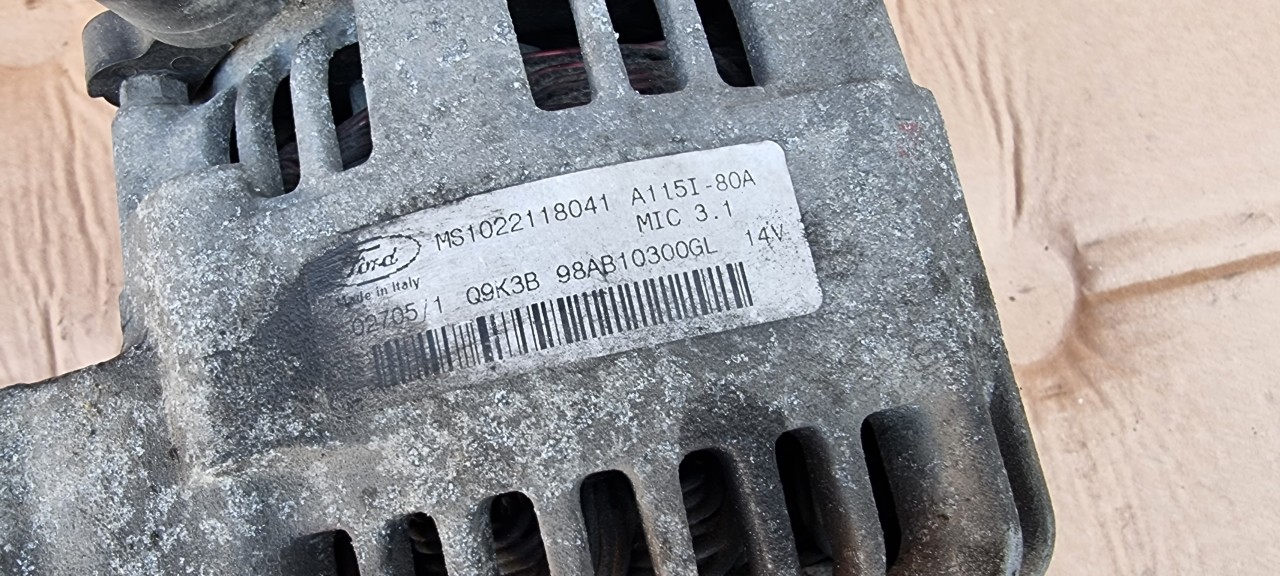 MS1022118041 A115I-80A
Ford MIC 3.1
Made in Italy
02705/1 Q9K3B 98AB10300GL 14V